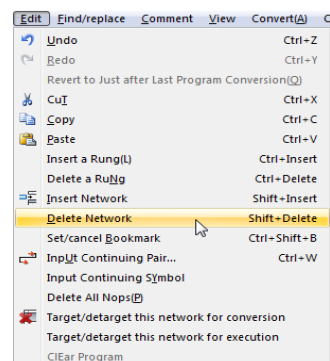 Edit Find/replace Comment View Convert(A)
Undo Ctrl+Z
Redo Ctrl+Y
Revert to Just after Last Program Conversion(O)
CuT Ctrl+X
Copy Ctrl+C
Paste Ctrl+V
Insert a Rung(L) Ctrl+Insert
Delete a RuNg Ctrl+Delete
Insert Network Shift+Insert
Delete Network Shift+Delete
Set/cancel Bookmark Ctrl+Shift+B
InpUt Continuing Pair... Ctrl+W
Input Continuing SYmbol
Delete All Nops(P)
Target/detarget this network for conversion
Target/detarget this network for execution
ClEar Program